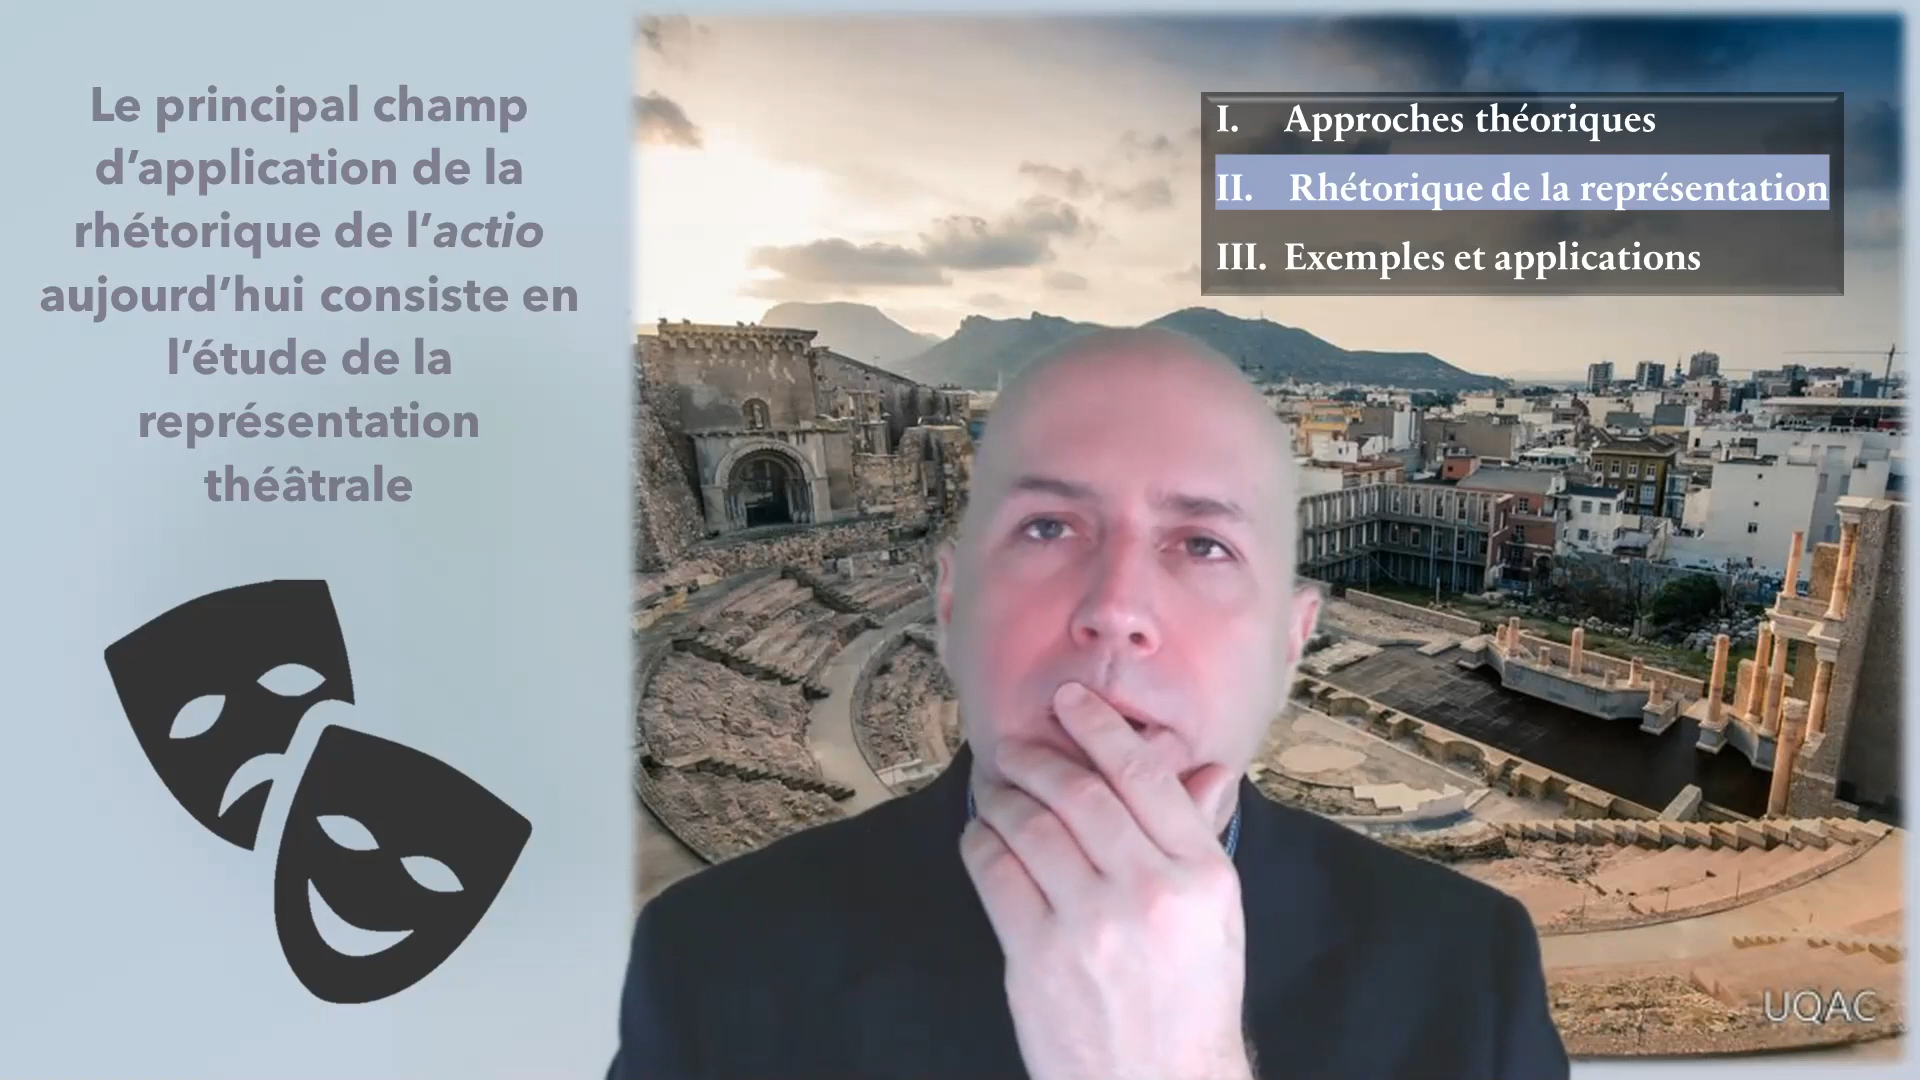 Le principal champ
d’application de la
rhétorique de l’actio
aujourd’hui consiste en
l’étude de la
représentation
théâtrale
I. Approches théoriques
II. Rhétorique de la représentation
III. Exemples et applications
UQAC